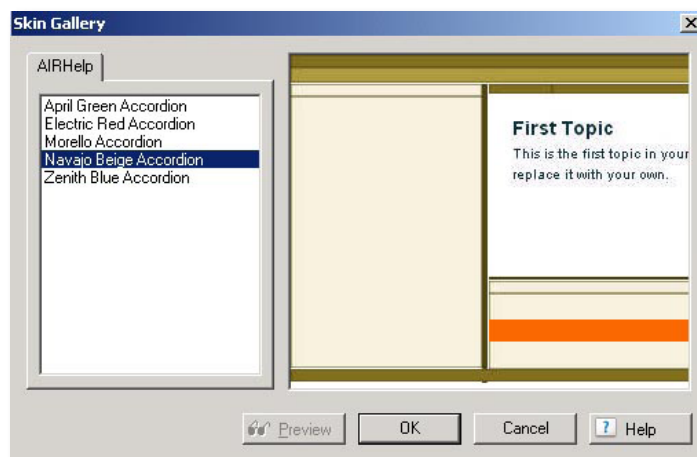 Skin Gallery
AIRHelp
April Green Accordion
Electric Red Accordion
Morello Accordion
Navajo Beige Accordion
Zenith Blue Accordion
First Topic
This is the first topic in your
replace it with your own.
Preview
OK
Cancel
Help